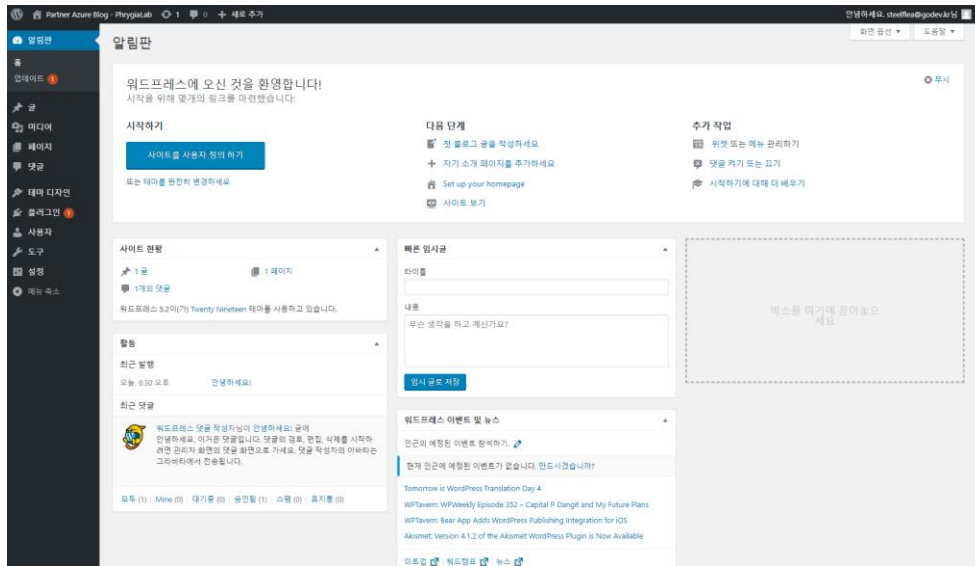 Partner Azure Blog - PhrygiaLab 1 0 + 새로 추가
안녕하세요. steelflea@godev.kr님
알림판
홈
업데이트 1
글
미디어
페이지
댓글
테마 디자인
플러그인 1
사용자
도구
설정
메뉴 축소
화면 옵션 ▼
도움말 ▼
알림판
워드프레스에 오신 것을 환영합니다!
시작을 위해 몇개의 링크를 마련했습니다:
무시
시작하기
사이트를 사용자 정의 하기
또는 테마를 완전히 변경하세요
다음 단계
첫 블로그 글을 작성하세요
자기 소개 페이지를 추가하세요
Set up your homepage
사이트 보기
추가 작업
위젯 또는 메뉴 관리하기
댓글 켜기 또는 끄기
시작하기에 대해 더 배우기
사이트 현황
1 글
1 페이지
1개의 댓글
워드프레스 5.2이(가) Twenty Nineteen 테마를 사용하고 있습니다.
활동
최근 발행
오늘, 6:30 오후 안녕하세요!
최근 댓글
워드프레스 댓글 작성자님이 안녕하세요! 글에
안녕하세요, 이거은 댓글입니다. 댓글의 검토, 편집, 삭제를 시작하
려면 관리자 화면의 댓글 화면으로 가세요. 댓글 작성자의 아바타는
그라바타에서 전송됩니다.
모두 (1) | Mine (0) | 대기중 (0) | 승인됨 (1) | 스팸 (0) | 휴지통 (0)
빠른 임시글
타이틀
내용
무슨 생각을 하고 계신가요?
임시 글로 저장
워드프레스 이벤트 및 뉴스
인근의 예정된 이벤트 참석하기.
현재 인근에 예정된 이벤트가 없습니다. 만드시겠습니까?
Tomorrow is WordPress Translation Day 4
WPTavern: WPWeekly Episode 352 – Capital P Dangit and My Future Plans
WPTavern: Bear App Adds WordPress Publishing Integration for iOS
Akismet: Version 4.1.2 of the Akismet WordPress Plugin is Now Available
미트업 | 워드캠프 | 뉴스
박스를 여기에 끌어놓으
세요